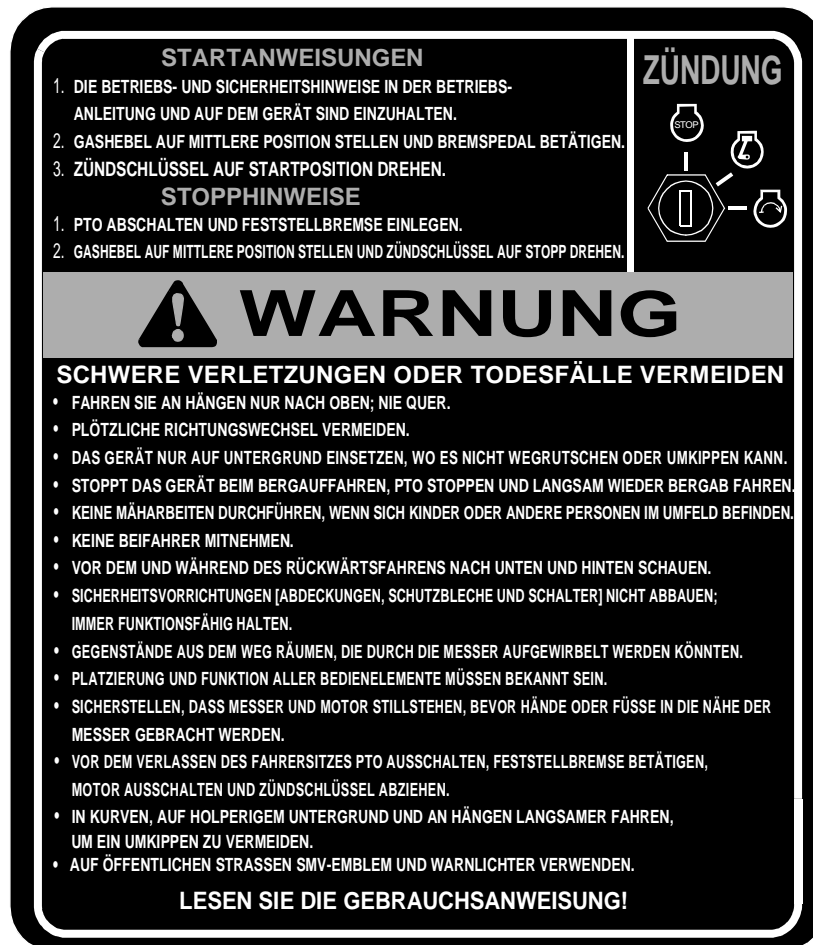 STARTANWEISUNGEN
1. DIE BETRIEBS- UND SICHERHEITSHINWEISE IN DER BETRIEBS-
ANLEITUNG UND AUF DEM GERÄT SIND EINZUHALTEN.
2. GASHEBEL AUF MITTLERE POSITION STELLEN UND BREMSPEDAL BETÄTIGEN.
3. ZÜNDSCHLÜSSEL AUF STARTPOSITION DREHEN.
STOPPHINWEISE
1. PTO ABSCHALTEN UND FESTSTELLBREMSE EINLEGEN.
2. GASHEBEL AUF MITTLERE POSITION STELLEN UND ZÜNDSCHLÜSSEL AUF STOPP DREHEN.
ZÜNDUNG
STOP
WARNUNG
SCHWERE VERLETZUNGEN ODER TODESFÄLLE VERMEIDEN
• FAHREN SIE AN HÄNGEN NUR NACH OBEN; NIE QUER.
• PLÖTZLICHE RICHTUNGSWECHSEL VERMEIDEN.
• DAS GERÄT NUR AUF UNTERGRUND EINSETZEN, WO ES NICHT WEGRUTSCHEN ODER UMKIPPEN KANN.
• STOPPT DAS GERÄT BEIM BERGAUFFAHREN, PTO STOPPEN UND LANGSAM WIEDER BERGAB FAHREN.
• KEINE MÄHARBEITEN DURCHFÜHREN, WENN SICH KINDER ODER ANDERE PERSONEN IM UMFELD BEFINDEN.
• KEINE BEIFAHRER MITNEHMEN.
• VOR DEM UND WÄHREND DES RÜCKWÄRTSFAHRENS NACH UNTEN UND HINTEN SCHAUEN.
• SICHERHEITSVORRICHTUNGEN [ABDECKUNGEN, SCHUTZBLECHE UND SCHALTER] NICHT ABBAUEN;
IMMER FUNKTIONSFÄHIG HALTEN.
• GEGENSTÄNDE AUS DEM WEG RÄUMEN, DIE DURCH DIE MESSER AUFGEWIRBELT WERDEN KÖNNTEN.
• PLATZIERUNG UND FUNKTION ALLER BEDIENELEMENTE MÜSSEN BEKANNT SEIN.
• SICHERSTELLEN, DASS MESSER UND MOTOR STILLSTEHEN, BEVOR HÄNDE ODER FÜSSE IN DIE NÄHE DER
MESSER GEBRACHT WERDEN.
• VOR DEM VERLASSEN DES FAHRERSITZES PTO AUSSCHALTEN, FESTSTELLBREMSE BETÄTIGEN,
MOTOR AUSSCHALTEN UND ZÜNDSCHLÜSSEL ABZIEHEN.
• IN KURVEN, AUF HOLPERIGEM UNTERGRUND UND AN HÄNGEN LANGSAMER FAHREN,
UM EIN UMKIPPEN ZU VERMEIDEN.
• AUF ÖFFENTLICHEN STRASSEN SMV-EMBLEM UND WARNLICHTER VERWENDEN.
LESEN SIE DIE GEBRAUCHSANWEISUNG!